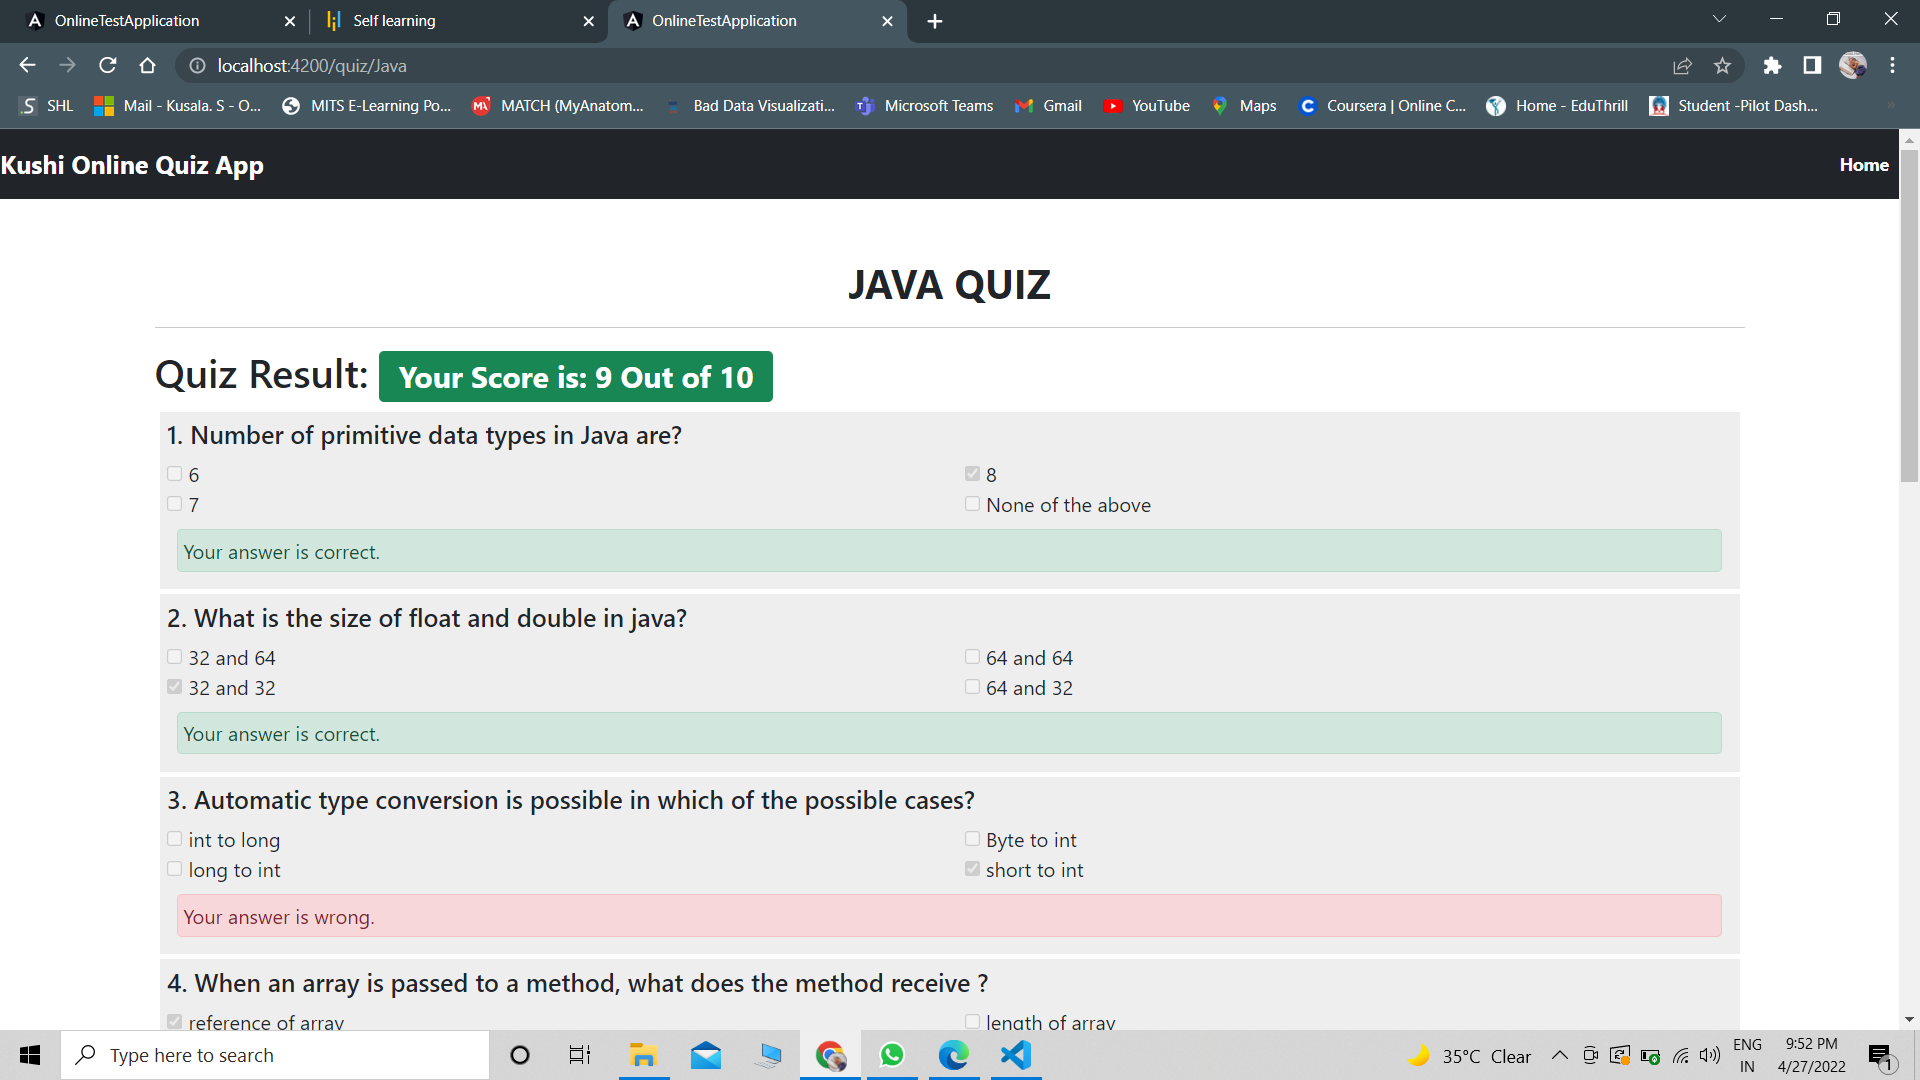 OnlineTestApplication
Self learning
OnlineTestApplication
localhost:4200/quiz/Java
SHL
Mail - Kusala. S - O...
MITS E-Learning Po...
MATCH (MyAnatom...
Bad Data Visualizati...
Microsoft Teams
Gmail
YouTube
Maps
Coursera | Online C...
Home - EduThrill
Student -Pilot Dash...
Kushi Online Quiz App
Home
JAVA QUIZ
Quiz Result: Your Score is: 9 Out of 10
1. Number of primitive data types in Java are?
6
8
7
None of the above
Your answer is correct.
2. What is the size of float and double in java?
32 and 64
64 and 64
32 and 32
64 and 32
Your answer is correct.
3. Automatic type conversion is possible in which of the possible cases?
int to long
Byte to int
long to int
short to int
Your answer is wrong.
4. When an array is passed to a method, what does the method receive ?
reference of array
length of array
Type here to search
35°C Clear
ENG
IN
9:52 PM
4/27/2022
1